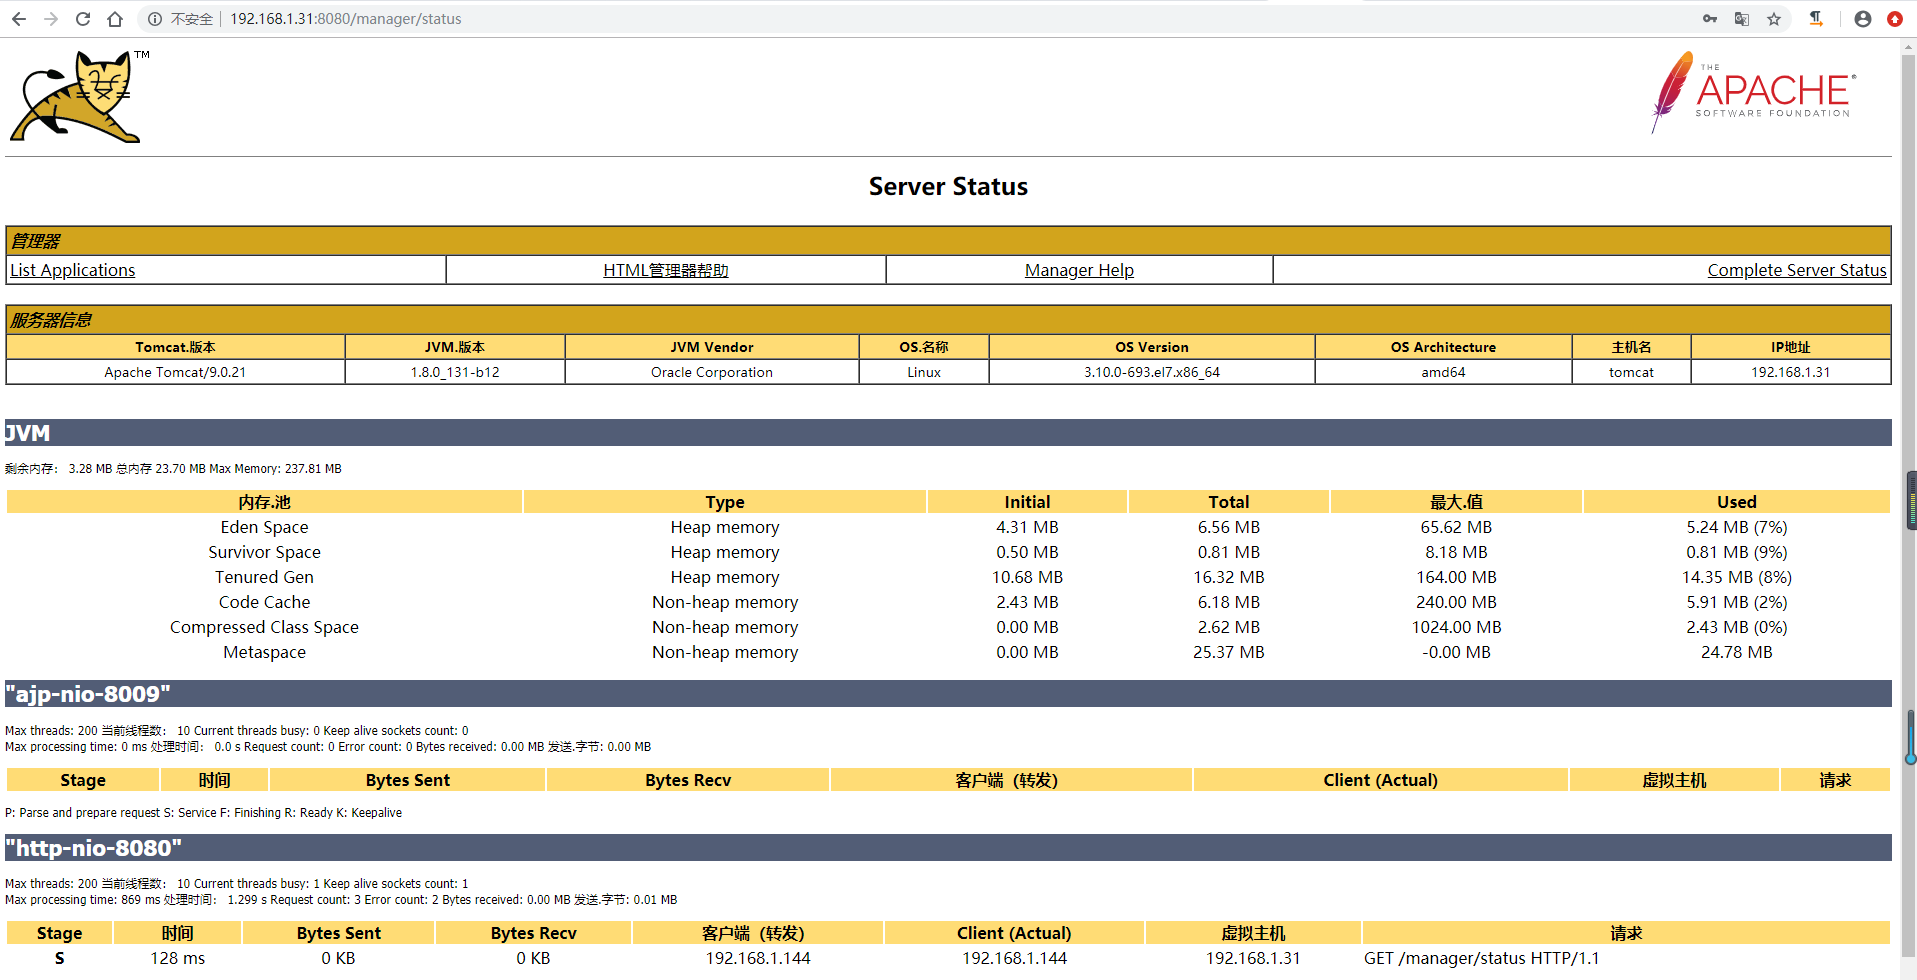 不安全 192.168.1.31:8080/manager/status
TM
THE
APACHE®
SOFTWARE FOUNDATION
Server Status
管理器
List Applications HTML管理器帮助 Manager Help Complete Server Status
服务器信息
Tomcat.版本 JVM.版本 JVM Vendor OS.名称 OS Version OS Architecture 主机名 IP地址
Apache Tomcat/9.0.21 1.8.0_131-b12 Oracle Corporation Linux 3.10.0-693.el7.x86_64 amd64 tomcat 192.168.1.31
JVM
剩余内存： 3.28 MB 总内存 23.70 MB Max Memory: 237.81 MB
内存.池 Type Initial Total 最大.值 Used
Eden Space Heap memory 4.31 MB 6.56 MB 65.62 MB 5.24 MB (7%)
Survivor Space Heap memory 0.50 MB 0.81 MB 8.18 MB 0.81 MB (9%)
Tenured Gen Heap memory 10.68 MB 16.32 MB 164.00 MB 14.35 MB (8%)
Code Cache Non-heap memory 2.43 MB 6.18 MB 240.00 MB 5.91 MB (2%)
Compressed Class Space Non-heap memory 0.00 MB 2.62 MB 1024.00 MB 2.43 MB (0%)
Metaspace Non-heap memory 0.00 MB 25.37 MB -0.00 MB 24.78 MB
"ajp-nio-8009"
Max threads: 200 当前线程数： 10 Current threads busy: 0 Keep alive sockets count: 0
Max processing time: 0 ms 处理时间： 0.0 s Request count: 0 Error count: 0 Bytes received: 0.00 MB 发送.字节: 0.00 MB
Stage 时间 Bytes Sent Bytes Recv 客户端（转发） Client (Actual) 虚拟主机 请求
P: Parse and prepare request S: Service F: Finishing R: Ready K: Keepalive
"http-nio-8080"
Max threads: 200 当前线程数： 10 Current threads busy: 1 Keep alive sockets count: 1
Max processing time: 869 ms 处理时间： 1.299 s Request count: 3 Error count: 2 Bytes received: 0.00 MB 发送.字节: 0.01 MB
Stage 时间 Bytes Sent Bytes Recv 客户端（转发） Client (Actual) 虚拟主机 请求
S 128 ms 0 KB 0 KB 192.168.1.144 192.168.1.144 192.168.1.31 GET /manager/status HTTP/1.1